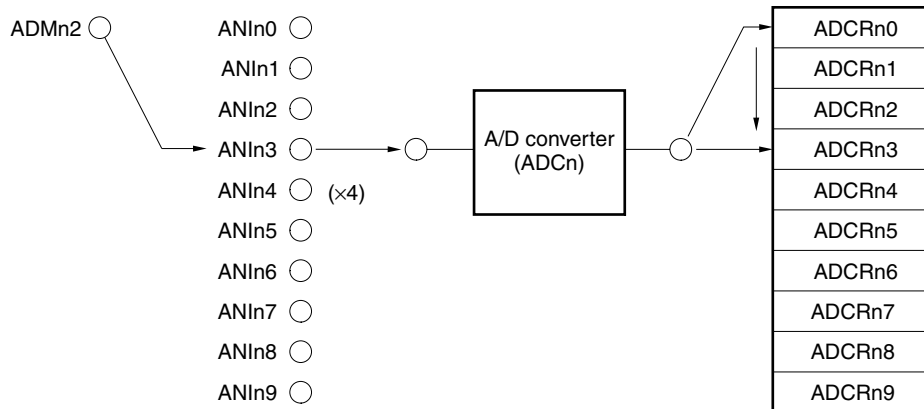 ADMn2
ANIn0
ANIn1
ANIn2
ANIn3
ANIn4 (×4)
ANIn5
ANIn6
ANIn7
ANIn8
ANIn9
A/D converter
(ADCn)
ADCRn0
ADCRn1
ADCRn2
ADCRn3
ADCRn4
ADCRn5
ADCRn6
ADCRn7
ADCRn8
ADCRn9